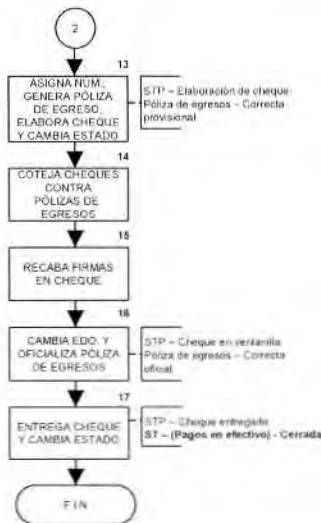 2
13
ASIGNA NUM.,
GENERA PÓLIZA
DE EGRESO,
ELABORA CHEQUE
Y CAMBIA ESTADO
STP – Elaboración de cheque
Póliza de egresos – Correcta
provisional
14
COTEJA CHEQUES
CONTRA
PÓLIZAS DE
EGRESOS
15
RECABA FIRMAS
EN CHEQUE
16
CAMBIA EDO. Y
OFICIALIZA PÓLIZA
DE EGRESOS
STP – Cheque en ventanilla
Póliza de egresos – Correcta
oficial
17
ENTREGA CHEQUE
Y CAMBIA ESTADO
STP – Cheque entregado
ST – (Pagos en efectivo) - Cerrada
F I N